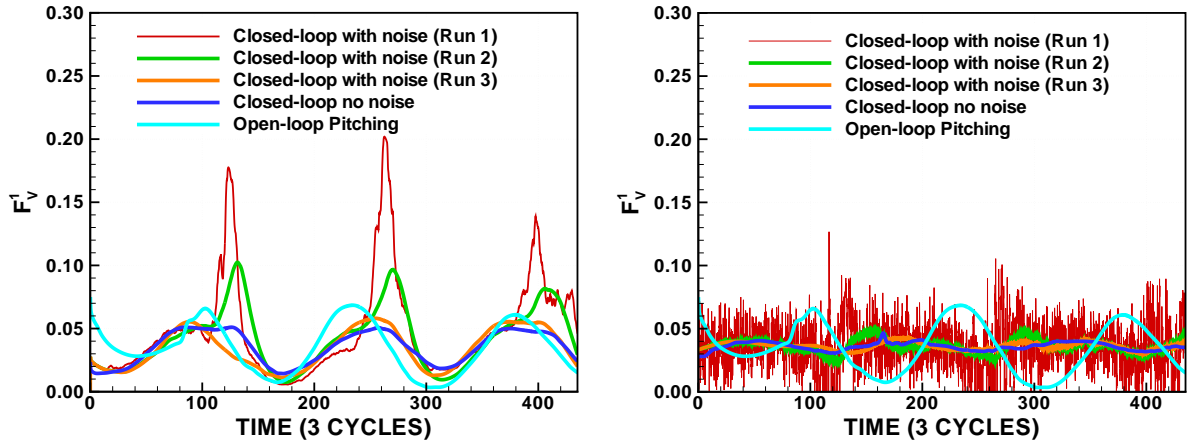 0.30
0.25
0.20
0.15
0.10
0.05
0.00
F_V^1
Closed-loop with noise (Run 1)
Closed-loop with noise (Run 2)
Closed-loop with noise (Run 3)
Closed-loop no noise
Open-loop Pitching
0 100 200 300 400
TIME (3 CYCLES)
0.30
0.25
0.20
0.15
0.10
0.05
0.00
F_V^1
Closed-loop with noise (Run 1)
Closed-loop with noise (Run 2)
Closed-loop with noise (Run 3)
Closed-loop no noise
Open-loop Pitching
0 100 200 300 400
TIME (3 CYCLES)